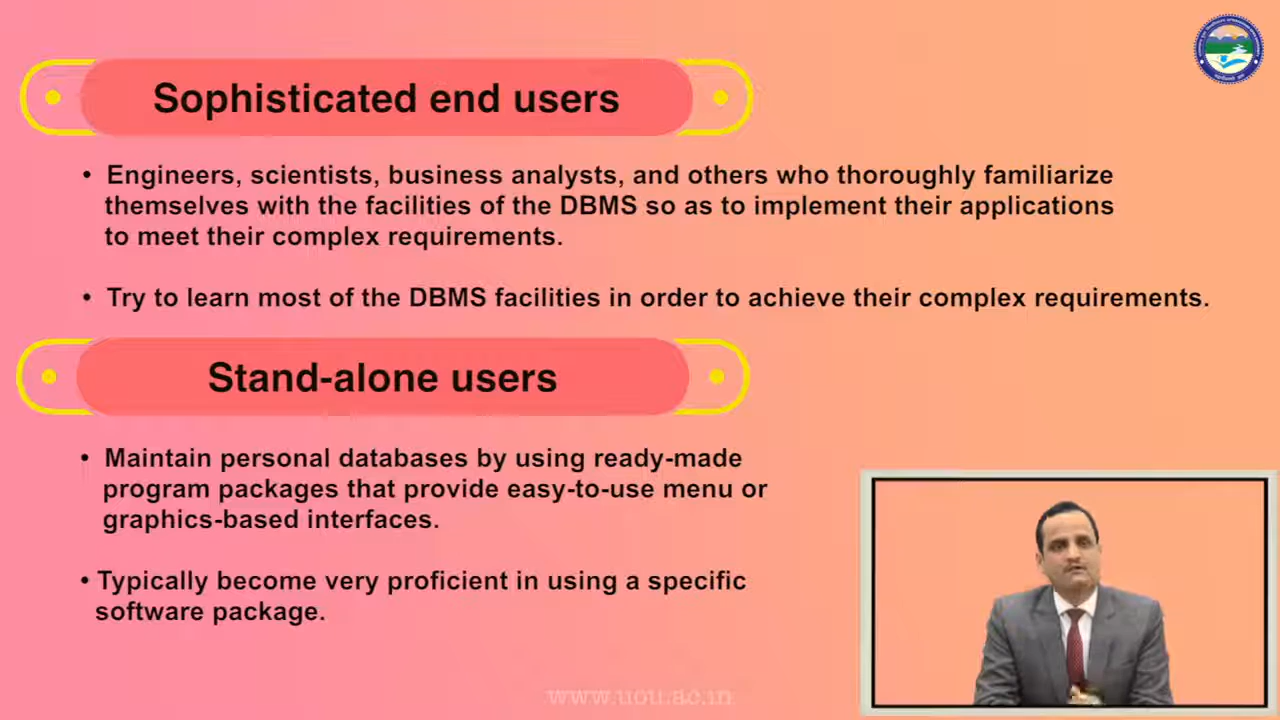 Sophisticated end users
• Engineers, scientists, business analysts, and others who thoroughly familiarize
themselves with the facilities of the DBMS so as to implement their applications
to meet their complex requirements.
• Try to learn most of the DBMS facilities in order to achieve their complex requirements.
Stand-alone users
• Maintain personal databases by using ready-made
program packages that provide easy-to-use menu or
graphics-based interfaces.
• Typically become very proficient in using a specific
software package.
www.uou.ac.in